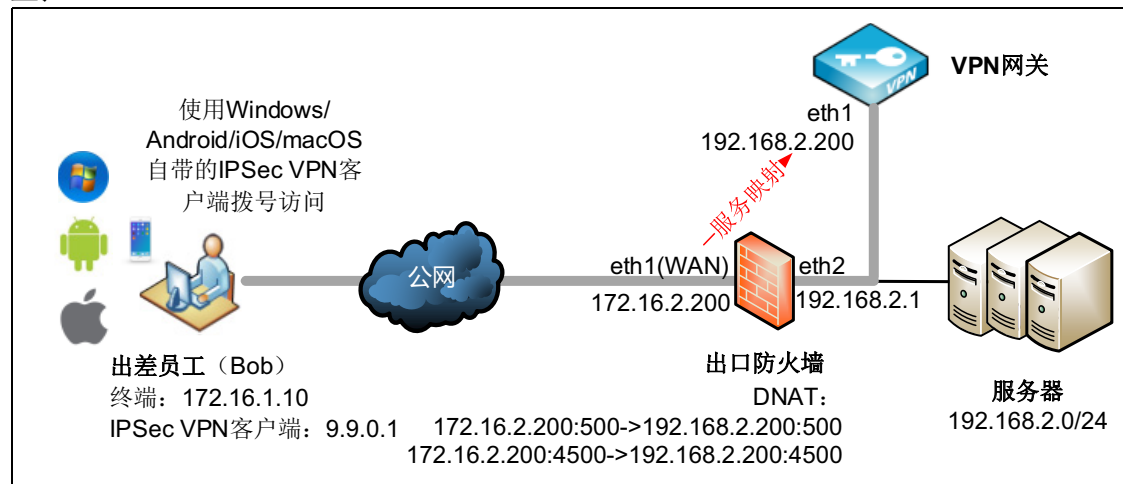 使用Windows/
Android/iOS/macOS
自带的IPSec VPN客
户端拨号访问
VPN
VPN网关
eth1
192.168.2.200
服务映射
公网
eth1(WAN)
172.16.2.200
eth2
192.168.2.1
出差员工（Bob）
终端：172.16.1.10
IPSec VPN客户端：9.9.0.1
出口防火墙
DNAT：
172.16.2.200:500->192.168.2.200:500
172.16.2.200:4500->192.168.2.200:4500
服务器
192.168.2.0/24